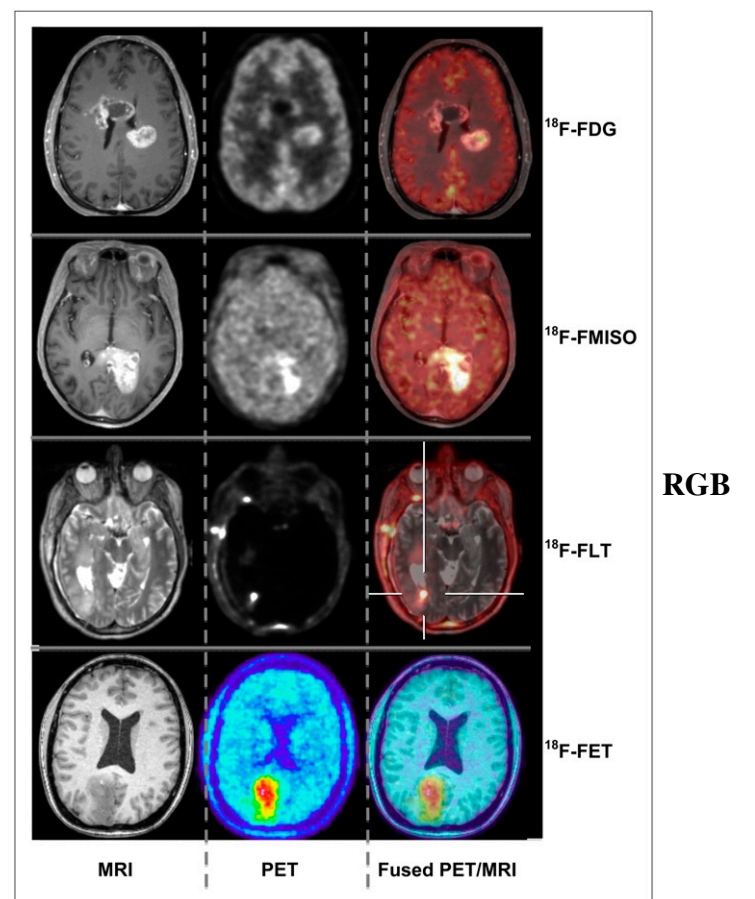 ¹⁸F-FDG
¹⁸F-FMISO
RGB
¹⁸F-FLT
¹⁸F-FET
MRI PET Fused PET/MRI